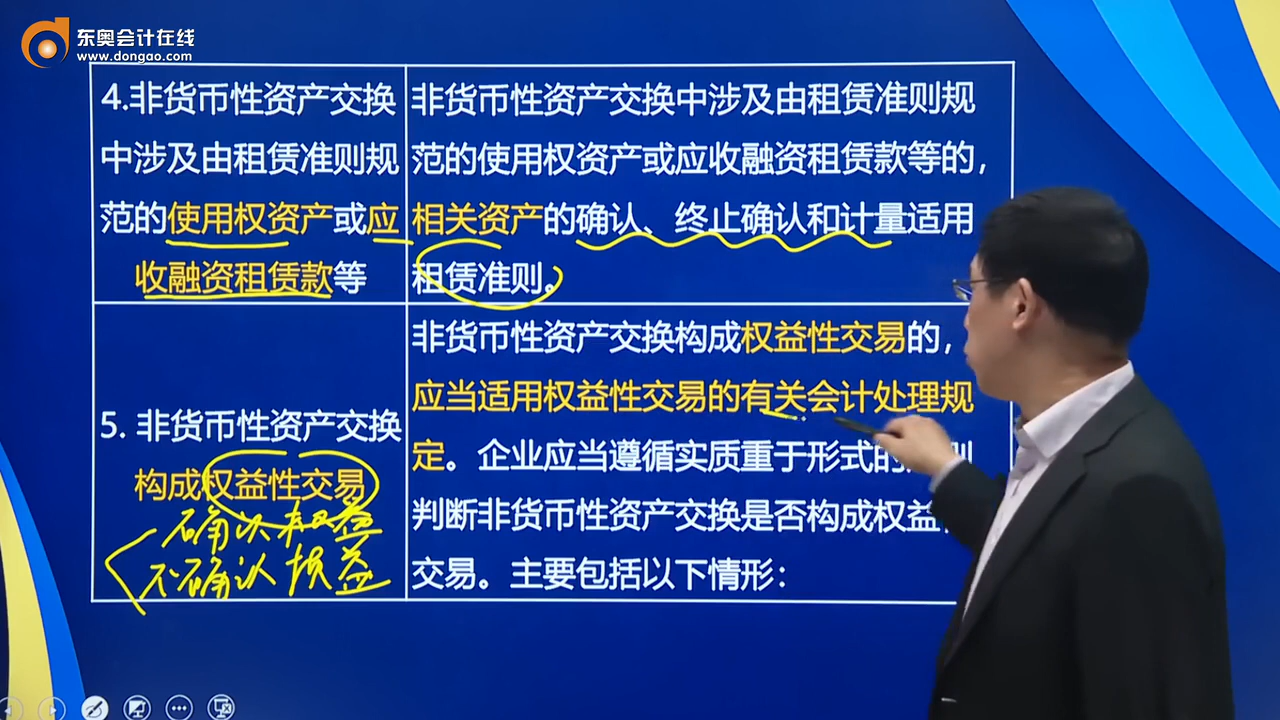 东奥会计在线
www.dongao.com
4.非货币性资产交换
中涉及由租赁准则规
范的使用权资产或应
收融资租赁款等
非货币性资产交换中涉及由租赁准则规
范的使用权资产或应收融资租赁款等的，
相关资产的确认、终止确认和计量适用
租赁准则。
5. 非货币性资产交换
构成权益性交易
确认权益
不确认损益
非货币性资产交换构成权益性交易的，
应当适用权益性交易的有关会计处理规
定。企业应当遵循实质重于形式的
判断非货币性资产交换是否构成权益
交易。主要包括以下情形：